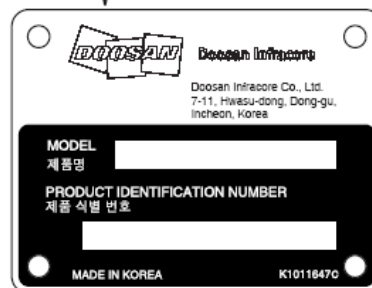 DOOSAN
Doosan Infracore
Doosan Infracore Co., Ltd.
7-11, Hwasu-dong, Dong-gu,
Incheon, Korea
MODEL
제품명
PRODUCT IDENTIFICATION NUMBER
제품 식별 번호
MADE IN KOREA
K1011647C